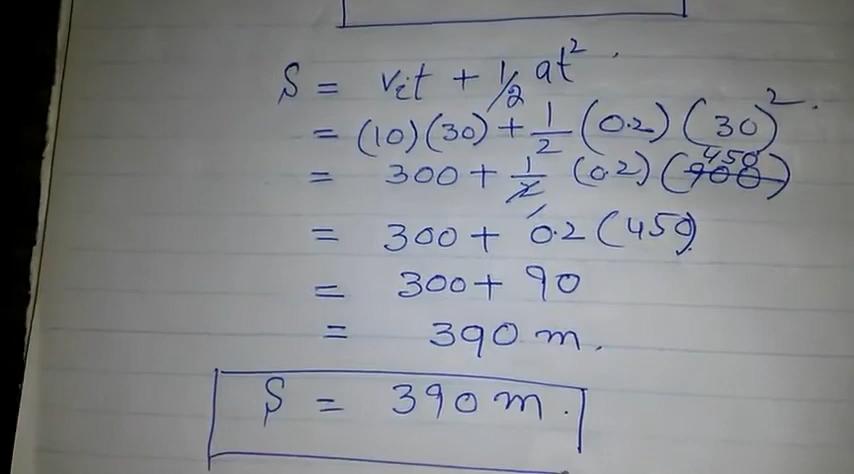 S = vᵢt + 1/2 at².
= (10)(30) + 1/2 (0.2) (30)².
= 300 + 1/2 (0.2) (900) 450
= 300 + 0.2 (450)
= 300 + 90
= 390 m.
S = 390 m.